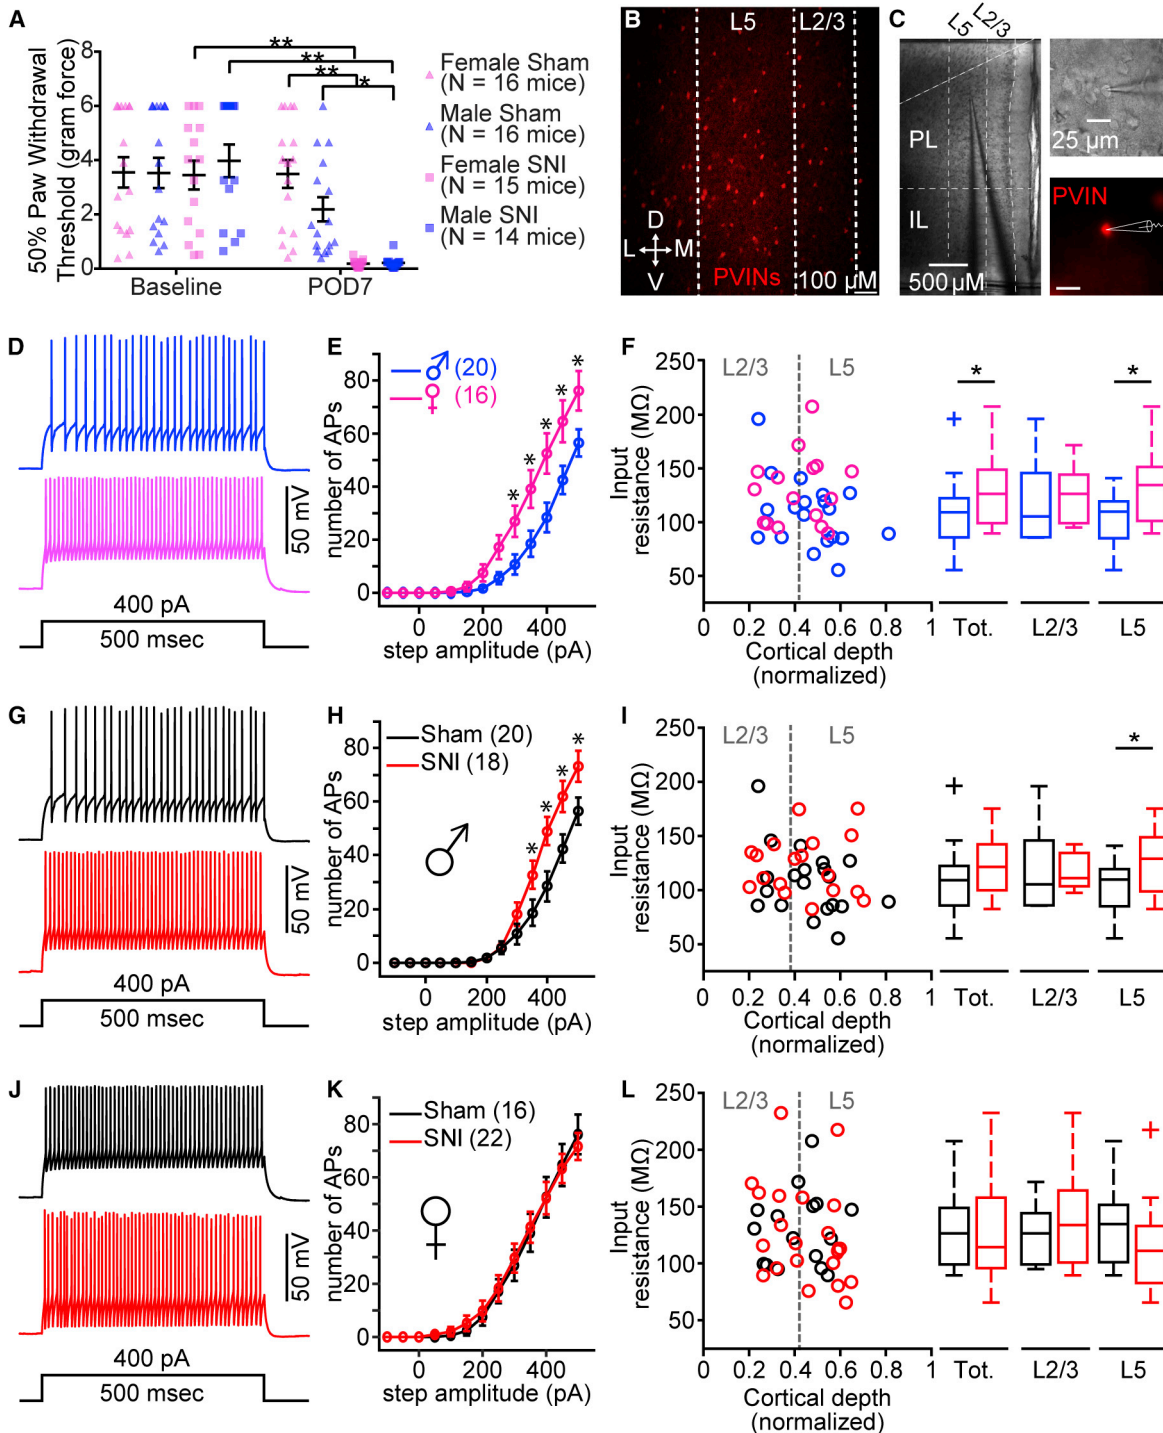 A
50% Paw Withdrawal
Threshold (gram force)
8
6
4
2
0
2
Baseline
POD7
**
**
**
*
Female Sham
(N = 16 mice)
Male Sham
(N = 16 mice)
Female SNI
(N = 15 mice)
Male SNI
(N = 14 mice)
B
L5
L2/3
D
L
M
V
PVINs
100 µM
C
L5
L2/3
PL
IL
500 µM
25 µm
PVIN
D
50 mV
400 pA
500 msec
E
number of APs
80
60
40
20
0
(20)
(16)
* * * * * *
0 200 400
step amplitude (pA)
F
Input
resistance (MΩ)
250
200
150
100
50
L2/3
L5
* *
0 0.2 0.4 0.6 0.8 1
Cortical depth
(normalized)
Tot.
L2/3
L5
G
50 mV
400 pA
500 msec
H
number of APs
80
60
40
20
0
Sham (20)
SNI (18)
* * * *
0 200 400
step amplitude (pA)
I
Input
resistance (MΩ)
250
200
150
100
50
L2/3
L5
*
0 0.2 0.4 0.6 0.8 1
Cortical depth
(normalized)
Tot.
L2/3
L5
J
50 mV
400 pA
500 msec
K
number of APs
80
60
40
20
0
Sham (16)
SNI (22)
0 200 400
step amplitude (pA)
L
Input
resistance (MΩ)
250
200
150
100
50
L2/3
L5
0 0.2 0.4 0.6 0.8 1
Cortical depth
(normalized)
Tot.
L2/3
L5